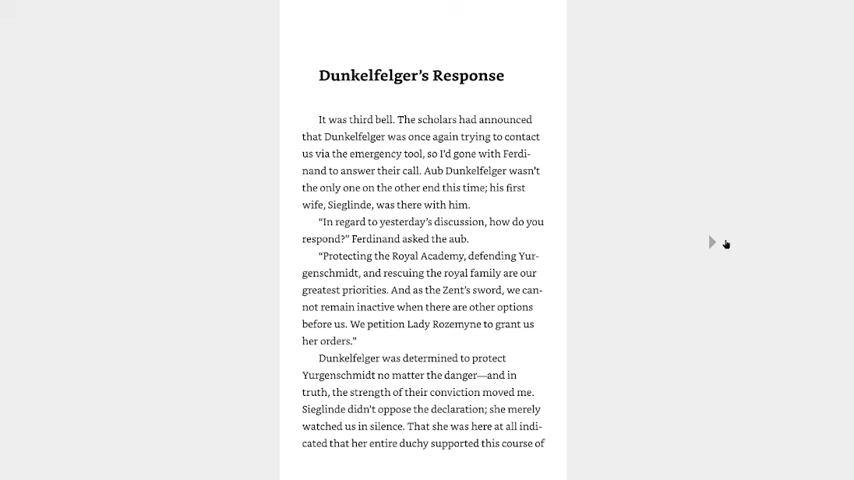 Dunkelfelger's Response
It was third bell. The scholars had announced
that Dunkelfelger was once again trying to contact
us via the emergency tool, so I'd gone with Ferdi-
nand to answer their call. Aub Dunkelfelger wasn't
the only one on the other end this time; his first
wife, Sieglinde, was there with him.
"In regard to yesterday's discussion, how do you
respond?" Ferdinand asked the aub.
"Protecting the Royal Academy, defending Yur-
genschmidt, and rescuing the royal family are our
greatest priorities. And as the Zent's sword, we can-
not remain inactive when there are other options
before us. We petition Lady Rozemyne to grant us
her orders."
Dunkelfelger was determined to protect
Yurgenschmidt no matter the danger—and in
truth, the strength of their conviction moved me.
Sieglinde didn't oppose the declaration; she merely
watched us in silence. That she was here at all indi-
cated that her entire duchy supported this course of